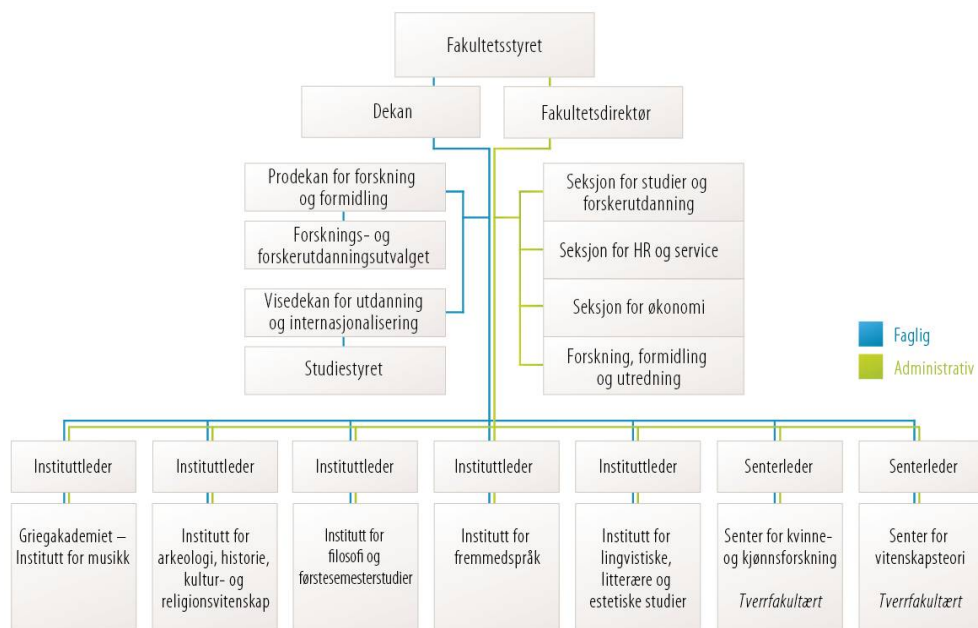 Fakultetsstyret
Dekan
Fakultetsdirektør
Prodekan for forskning
og formidling
Forsknings- og
forskerutdanningsutvalget
Visedekan for utdanning
og internasjonalisering
Studiestyret
Seksjon for studier og
forskerutdanning
Seksjon for HR og service
Seksjon for økonomi
Forskning, formidling
og utredning
Faglig
Administrativ
Instituttleder
Instituttleder
Instituttleder
Instituttleder
Instituttleder
Senterleder
Senterleder
Griegakademiet –
Institutt for musikk
Institutt for
arkeologi, historie,
kultur- og
religionsvitenskap
Institutt for
filosofi og
førstesemesterstudier
Institutt for
fremmedspråk
Institutt for
lingvistiske,
litterære og
estetiske studier
Senter for kvinne-
og kjønnsforskning
Tverrfakultært
Senter for
vitenskapsteori
Tverrfakultært